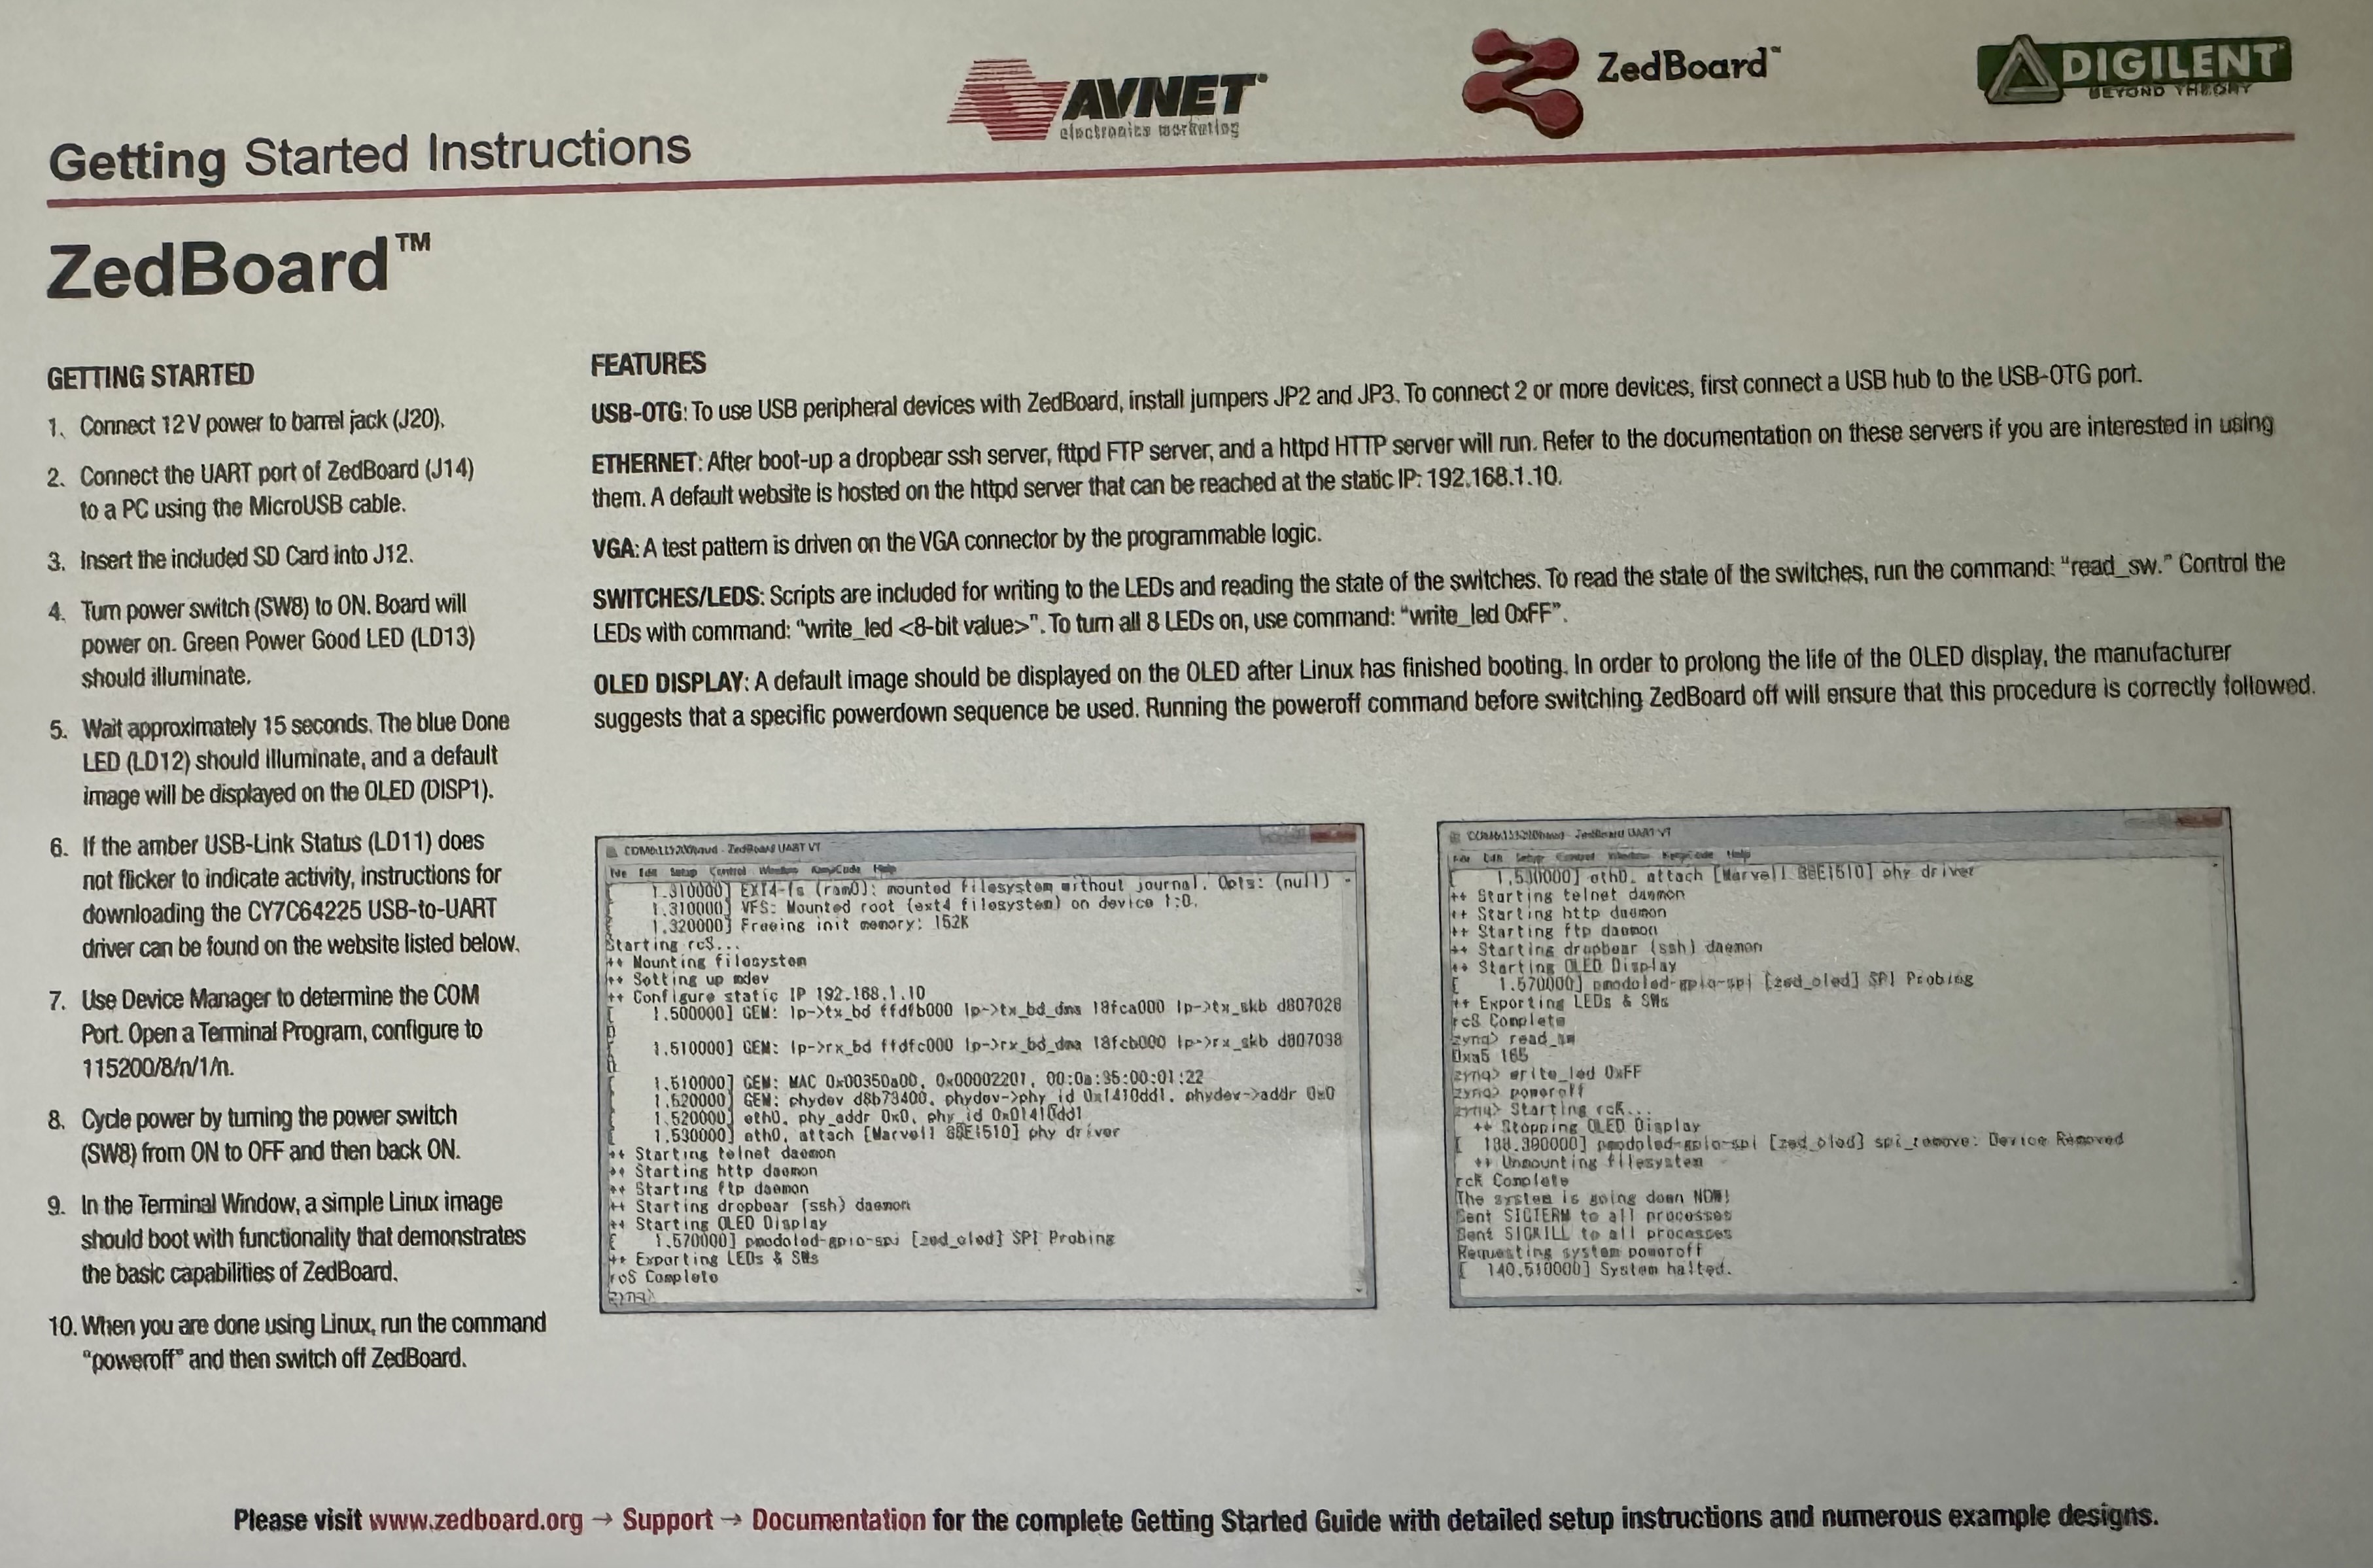 AVNET
electronics marketing
ZedBoard™
DIGILENT
BEYOND THEORY
Getting Started Instructions
ZedBoard™
GETTING STARTED
1. Connect 12 V power to barrel jack (J20).
2. Connect the UART port of ZedBoard (J14)
to a PC using the MicroUSB cable.
3. Insert the included SD Card into J12.
4. Turn power switch (SW8) to ON. Board will
power on. Green Power Good LED (LD13)
should illuminate.
5. Wait approximately 15 seconds. The blue Done
LED (LD12) should illuminate, and a default
image will be displayed on the OLED (DISP1).
6. If the amber USB-Link Status (LD11) does
not flicker to indicate activity, instructions for
downloading the CY7C64225 USB-to-UART
driver can be found on the website listed below.
7. Use Device Manager to determine the COM
Port. Open a Terminal Program, configure to
115200/8/n/1/n.
8. Cycle power by turning the power switch
(SW8) from ON to OFF and then back ON.
9. In the Terminal Window, a simple Linux image
should boot with functionality that demonstrates
the basic capabilities of ZedBoard.
10. When you are done using Linux, run the command
"poweroff" and then switch off ZedBoard.
FEATURES
USB-OTG: To use USB peripheral devices with ZedBoard, install jumpers JP2 and JP3. To connect 2 or more devices, first connect a USB hub to the USB-OTG port.
ETHERNET: After boot-up a dropbear ssh server, fttpd FTP server, and a httpd HTTP server will run. Refer to the documentation on these servers if you are interested in using
them. A default website is hosted on the httpd server that can be reached at the static IP: 192.168.1.10.
VGA: A test pattern is driven on the VGA connector by the programmable logic.
SWITCHES/LEDS: Scripts are included for writing to the LEDs and reading the state of the switches. To read the state of the switches, run the command: "read_sw." Control the
LEDs with command: "write_led <8-bit value>". To turn all 8 LEDs on, use command: "write_led 0xFF".
OLED DISPLAY: A default image should be displayed on the OLED after Linux has finished booting. In order to prolong the life of the OLED display, the manufacturer
suggests that a specific powerdown sequence be used. Running the poweroff command before switching ZedBoard off will ensure that this procedure is correctly followed.
COM6:115200baud - ZedBoard UART VT
File Edit Setup Control Window KanjiCode Help
[ 1.310000] EXT4-fs (ram0): mounted filesystem without journal. Opts: (null)
[ 1.310000] VFS: Mounted root (ext4 filesystem) on device 1:0.
[ 1.320000] Freeing init memory: 152K
Starting rcS...
++ Mounting filesystem
++ Setting up mdev
++ Configure static IP 192.168.1.10
[ 1.500000] GEM: lp->tx_bd ffdfb000 lp->tx_bd_dma 18fca000 lp->tx_skb d807028
[ 1.510000] GEM: lp->rx_bd ffdfc000 lp->rx_bd_dma 18fcb000 lp->rx_skb d807038
[ 1.510000] GEM: MAC 0x00350a00, 0x00002201, 00:0a:35:00:01:22
[ 1.520000] GEM: phydev d8b73400, phydev->phy_id 0x1410dd1, phydev->addr 0x0
[ 1.520000] eth0, phy_addr 0x0, phy_id 0x01410dd1
[ 1.530000] eth0, attach [Marvell 88E1510] phy driver
++ Starting telnet daemon
++ Starting http daemon
++ Starting ftp daemon
++ Starting dropbear (ssh) daemon
++ Starting OLED Display
[ 1.570000] pmodoled-gpio-spi [zed_oled] SPI Probing
++ Exporting LEDs & SWs
rcS Complete
zynq>
COM6:115200baud - ZedBoard UART VT
File Edit Setup Control Window KanjiCode Help
[ 1.530000] eth0, attach [Marvell 88E1510] phy driver
++ Starting telnet daemon
++ Starting http daemon
++ Starting ftp daemon
++ Starting dropbear (ssh) daemon
++ Starting OLED Display
[ 1.570000] pmodoled-gpio-spi [zed_oled] SPI Probing
++ Exporting LEDs & SWs
rcS Complete
zynq> read_sw
0xa5 165
zynq> write_led 0xFF
zynq> poweroff
zynq> Starting rcK...
++ Stopping OLED Display
[ 138.390000] pmodoled-gpio-spi [zed_oled] spi_remove: Device Removed
++ Unmounting filesystem
rcK Complete
The system is going down NOW!
Sent SIGTERM to all processes
Sent SIGKILL to all processes
Requesting system poweroff
[ 140.510000] System halted.
Please visit www.zedboard.org → Support → Documentation for the complete Getting Started Guide with detailed setup instructions and numerous example designs.